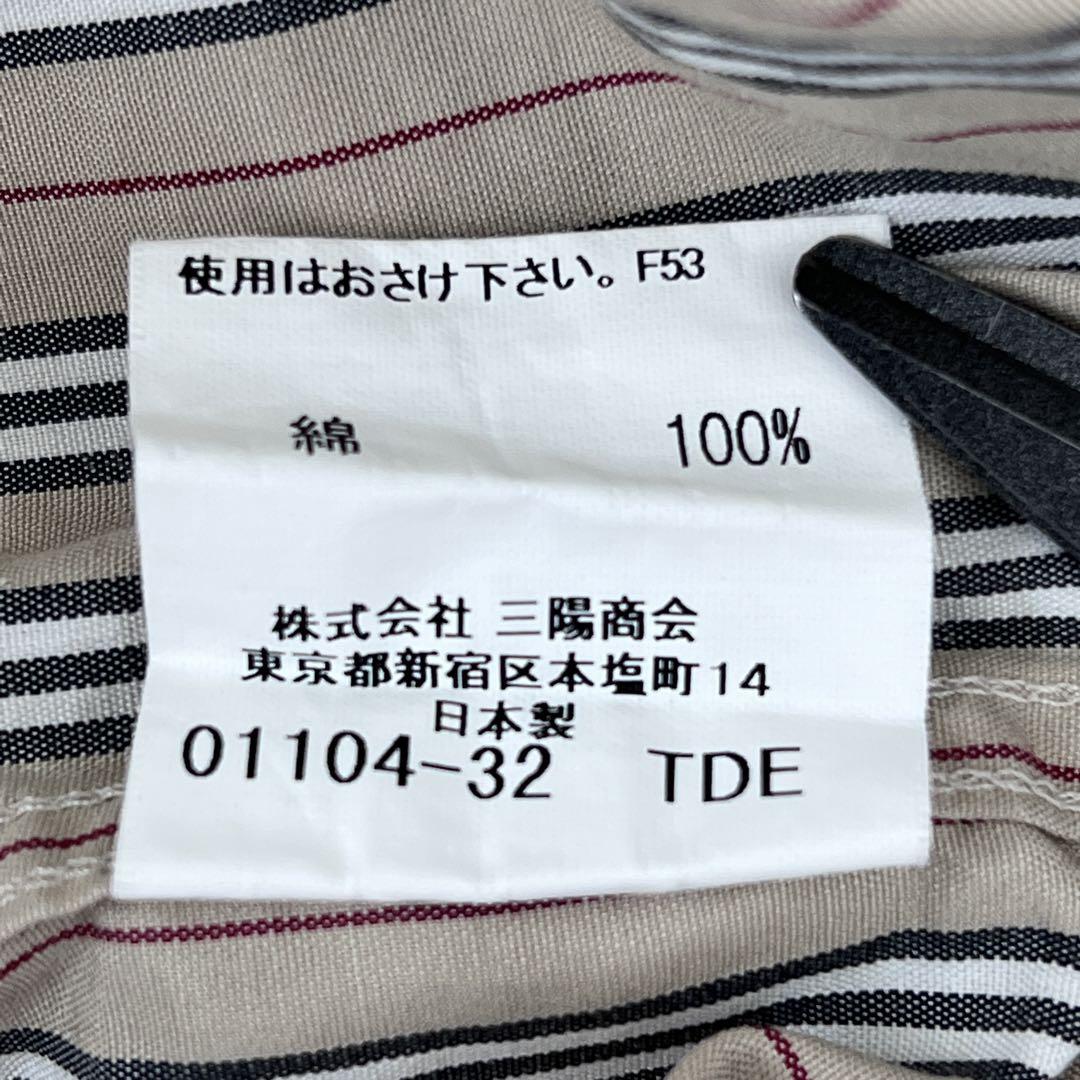 使用はおさけ下さい。F53
綿 100%
株式会社 三陽商会
東京都新宿区本塩町14
日本製
01104-32 TDE